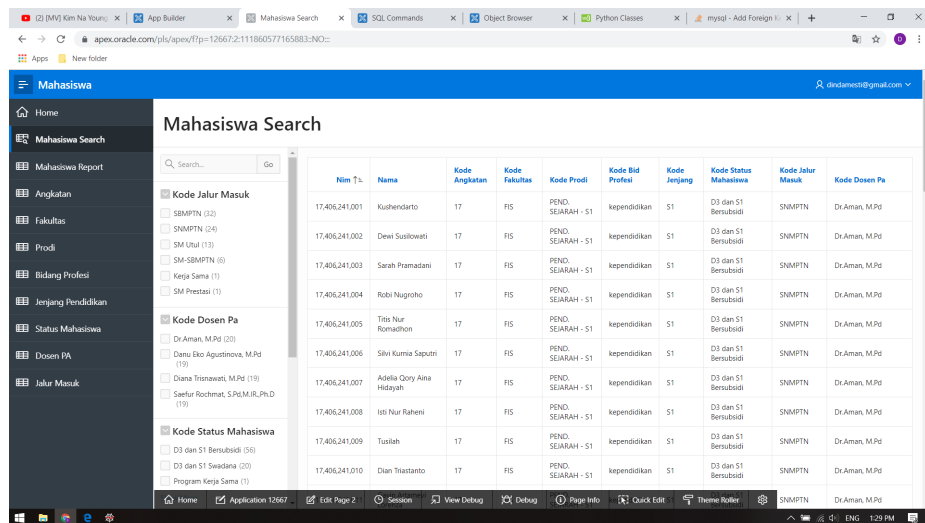 (2) [MV] Kim Na Young
App Builder
Mahasiswa Search
SQL Commands
Object Browser
Python Classes
mysql - Add Foreign
apex.oracle.com/pls/apex/f?p=12667:2:111860577165883::NO:::
D
Apps New folder
Mahasiswa dindamesti@gmail.com
Home
Mahasiswa Search
Mahasiswa Report
Angkatan
Fakultas
Prodi
Bidang Profesi
Jenjang Pendidikan
Status Mahasiswa
Dosen PA
Jalur Masuk
Mahasiswa Search
Search... Go
Kode Jalur Masuk
SBMPTN (32)
SNMPTN (24)
SM Utul (13)
SM-SBMPTN (6)
Kerja Sama (1)
SM Prestasi (1)
Kode Dosen Pa
Dr.Aman, M.Pd (20)
Danu Eko Agustinova, M.Pd
(19)
Diana Trisnawati, M.Pd (19)
Saefur Rochmat, S.Pd,M.IR.,Ph.D
(19)
Kode Status Mahasiswa
D3 dan S1 Bersubsidi (56)
D3 dan S1 Swadana (20)
Program Kerja Sama (1)
Nim Nama Kode Angkatan Kode Fakultas Kode Prodi Kode Bid Profesi Kode Jenjang Kode Status Mahasiswa Kode Jalur Masuk Kode Dosen Pa
17,406,241,001 Kushendarto 17 FIS PEND. SEJARAH - S1 kependidikan S1 D3 dan S1 Bersubsidi SNMPTN Dr.Aman, M.Pd
17,406,241,002 Dewi Susilowati 17 FIS PEND. SEJARAH - S1 kependidikan S1 D3 dan S1 Bersubsidi SNMPTN Dr.Aman, M.Pd
17,406,241,003 Sarah Pramadani 17 FIS PEND. SEJARAH - S1 kependidikan S1 D3 dan S1 Bersubsidi SNMPTN Dr.Aman, M.Pd
17,406,241,004 Robi Nugroho 17 FIS PEND. SEJARAH - S1 kependidikan S1 D3 dan S1 Bersubsidi SNMPTN Dr.Aman, M.Pd
17,406,241,005 Titis Nur Romadhon 17 FIS PEND. SEJARAH - S1 kependidikan S1 D3 dan S1 Bersubsidi SNMPTN Dr.Aman, M.Pd
17,406,241,006 Silvi Kurnia Saputri 17 FIS PEND. SEJARAH - S1 kependidikan S1 D3 dan S1 Bersubsidi SNMPTN Dr.Aman, M.Pd
17,406,241,007 Adelia Qory Aina Hidayah 17 FIS PEND. SEJARAH - S1 kependidikan S1 D3 dan S1 Bersubsidi SNMPTN Dr.Aman, M.Pd
17,406,241,008 Isti Nur Raheni 17 FIS PEND. SEJARAH - S1 kependidikan S1 D3 dan S1 Bersubsidi SNMPTN Dr.Aman, M.Pd
17,406,241,009 Tusilah 17 FIS PEND. SEJARAH - S1 kependidikan S1 D3 dan S1 Bersubsidi SNMPTN Dr.Aman, M.Pd
17,406,241,010 Dian Triastanto 17 FIS PEND. SEJARAH - S1 kependidikan S1 D3 dan S1 Bersubsidi SNMPTN Dr.Aman, M.Pd
SNMPTN Dr.Aman, M.Pd
Home Application 12667 Edit Page 2 Session View Debug Debug Page Info Quick Edit Theme Roller
ENG 1:29 PM